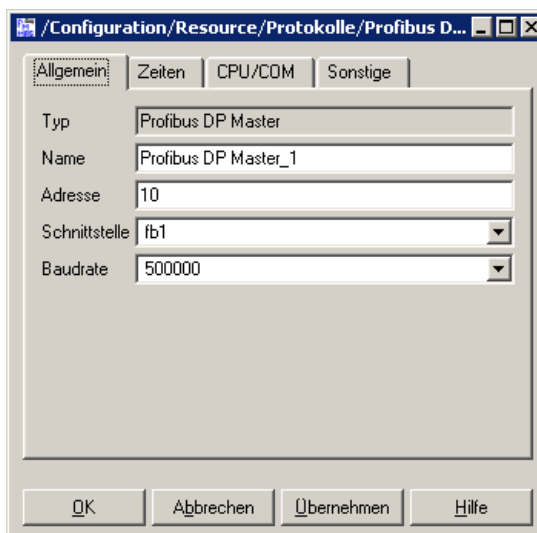 /Configuration/Resource/Protokolle/Profibus D...
Allgemein Zeiten CPU/COM Sonstige
Typ Profibus DP Master
Name Profibus DP Master_1
Adresse 10
Schnittstelle fb1
Baudrate 500000
OK Abbrechen Übernehmen Hilfe